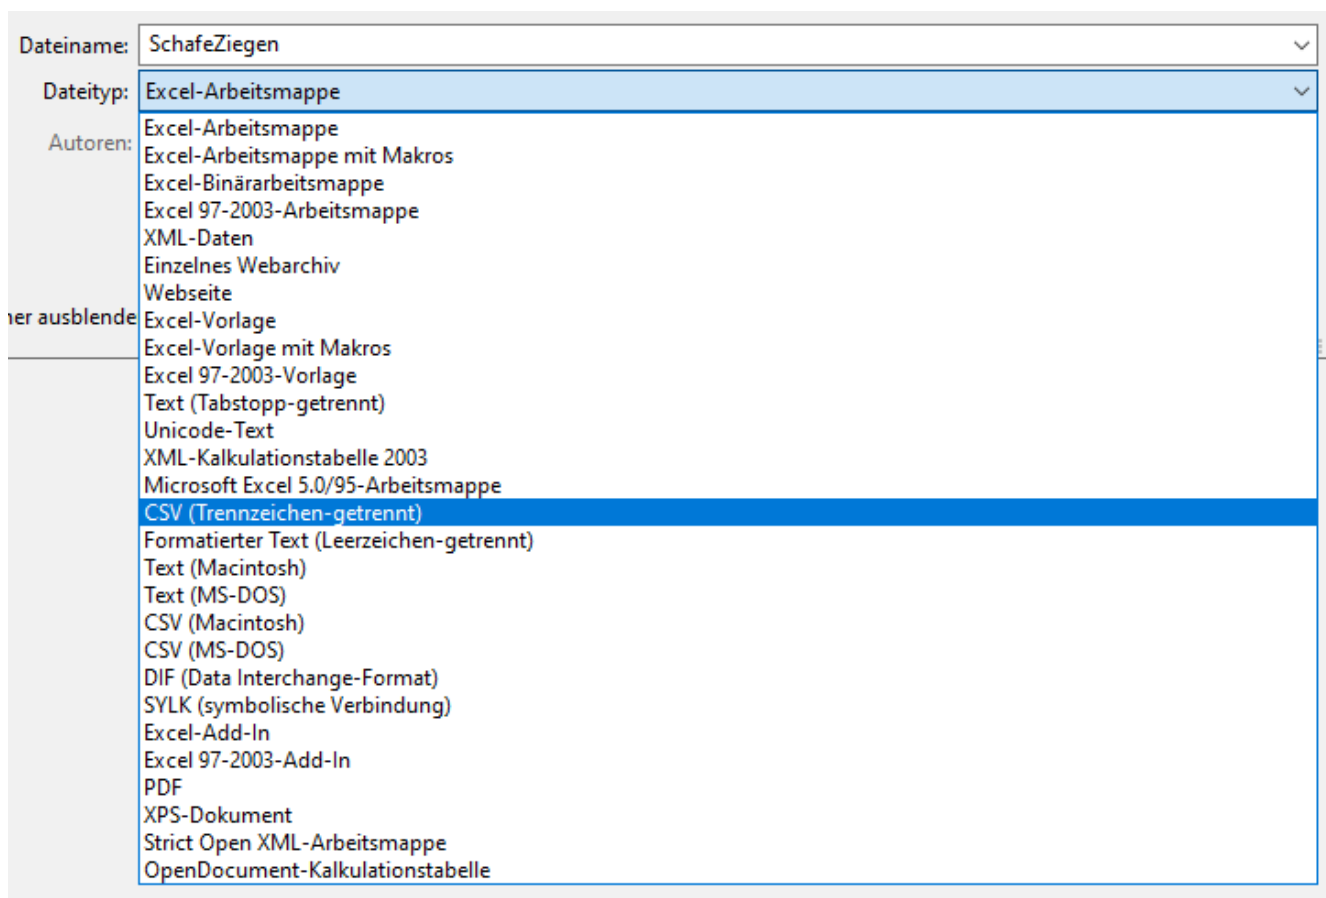 Dateiname: SchafeZiegen
Dateityp: Excel-Arbeitsmappe
Autoren:
Excel-Arbeitsmappe
Excel-Arbeitsmappe mit Makros
Excel-Binärarbeitsmappe
Excel 97-2003-Arbeitsmappe
XML-Daten
Einzelnes Webarchiv
Webseite
ner ausblende
Excel-Vorlage
Excel-Vorlage mit Makros
Excel 97-2003-Vorlage
Text (Tabstopp-getrennt)
Unicode-Text
XML-Kalkulationstabelle 2003
Microsoft Excel 5.0/95-Arbeitsmappe
CSV (Trennzeichen-getrennt)
Formatierter Text (Leerzeichen-getrennt)
Text (Macintosh)
Text (MS-DOS)
CSV (Macintosh)
CSV (MS-DOS)
DIF (Data Interchange-Format)
SYLK (symbolische Verbindung)
Excel-Add-In
Excel 97-2003-Add-In
PDF
XPS-Dokument
Strict Open XML-Arbeitsmappe
OpenDocument-Kalkulationstabelle